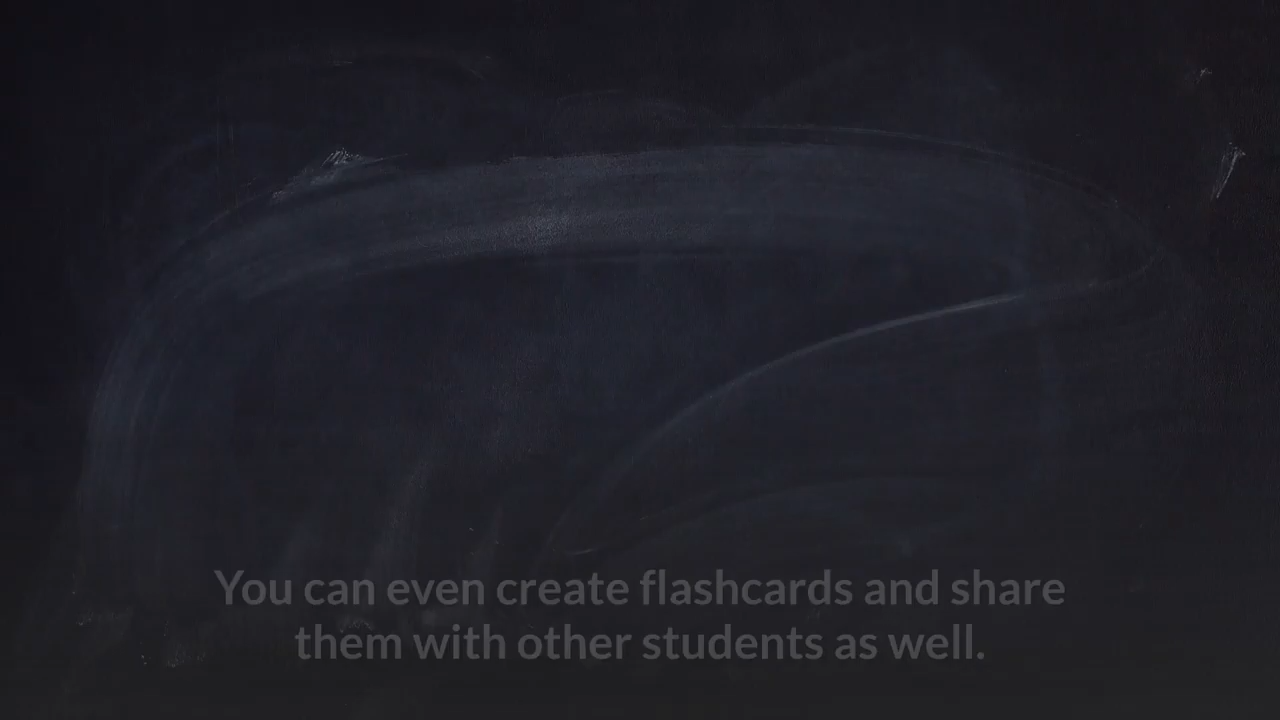 You can even create flashcards and share
them with other students as well.